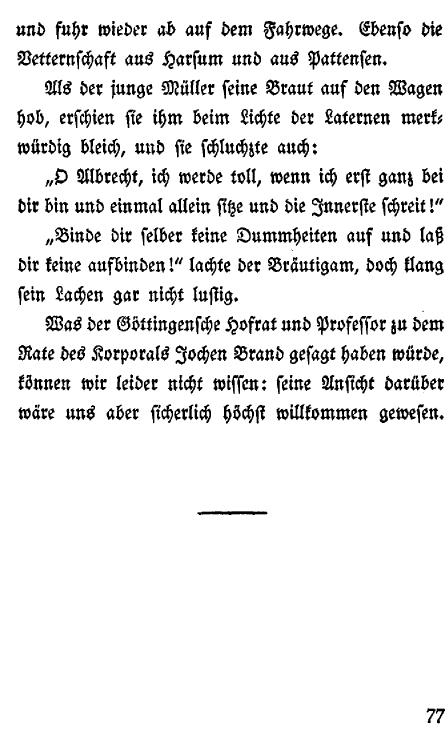 und fuhr wieder ab auf dem Fahrwege. Ebenſo die
Vetternſchaft aus Harſum und aus Pattenſen.
Als der junge Müller ſeine Braut auf den Wagen
hob, erſchien ſie ihm beim Lichte der Laternen merk⸗
würdig bleich, und ſie ſchluchzte auch:
„O Albrecht, ich werde toll, wenn ich erſt ganz bei
dir bin und einmal allein ſitze und die Innerſte ſchreit!“
„Binde dir ſelber keine Dummheiten auf und laß
dir keine aufbinden!“ lachte der Bräutigam, doch klang
ſein Lachen gar nicht luſtig.
Was der Göttingenſche Hofrat und Profeſſor zu dem
Rate des Korporals Jochen Brand geſagt haben würde,
können wir leider nicht wiſſen: ſeine Anſicht darüber
wäre uns aber ſicherlich höchſt willkommen geweſen.
77